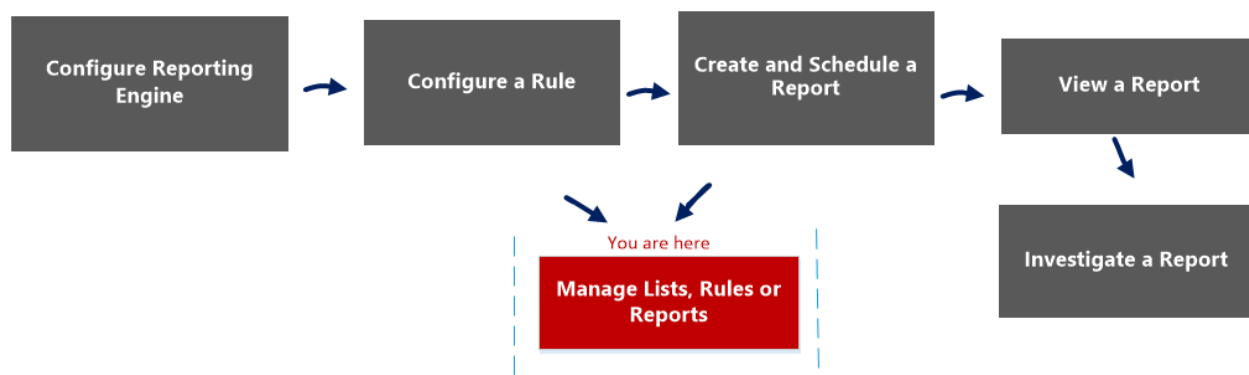 Configure Reporting
Engine
Configure a Rule
Create and Schedule a
Report
View a Report
You are here
Manage Lists, Rules or
Reports
Investigate a Report